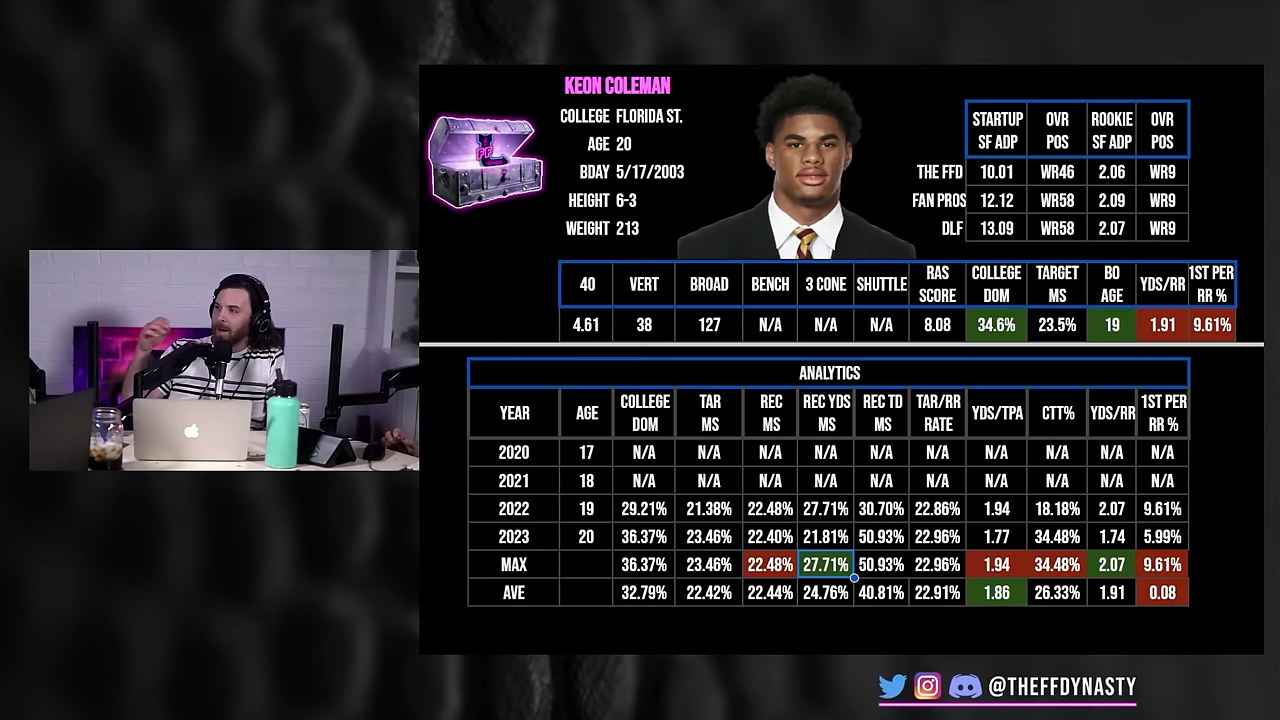 KEON COLEMAN
COLLEGE FLORIDA ST.
AGE 20
BDAY 5/17/2003
HEIGHT 6-3
WEIGHT 213
FF
STARTUP SF ADP OVR POS ROOKIE SF ADP OVR POS
THE FFD 10.01 WR46 2.06 WR9
FAN PROS 12.12 WR58 2.09 WR9
DLF 13.09 WR58 2.07 WR9
40 VERT BROAD BENCH 3 CONE SHUTTLE RAS SCORE COLLEGE DOM TARGET MS BO AGE YDS/RR 1ST PER RR %
4.61 38 127 N/A N/A N/A 8.08 34.6% 23.5% 19 1.91 9.61%
ANALYTICS
YEAR AGE COLLEGE DOM TAR MS REC MS REC YDS MS REC TD MS TAR/RR RATE YDS/TPA CTT% YDS/RR 1ST PER RR %
2020 17 N/A N/A N/A N/A N/A N/A N/A N/A N/A N/A
2021 18 N/A N/A N/A N/A N/A N/A N/A N/A N/A N/A
2022 19 29.21% 21.38% 22.48% 27.71% 30.70% 22.86% 1.94 18.18% 2.07 9.61%
2023 20 36.37% 23.46% 22.40% 21.81% 50.93% 22.96% 1.77 34.48% 1.74 5.99%
MAX 36.37% 23.46% 22.48% 27.71% 50.93% 22.96% 1.94 34.48% 2.07 9.61%
AVE 32.79% 22.42% 22.44% 24.76% 40.81% 22.91% 1.86 26.33% 1.91 0.08
@THEFFDYNASTY